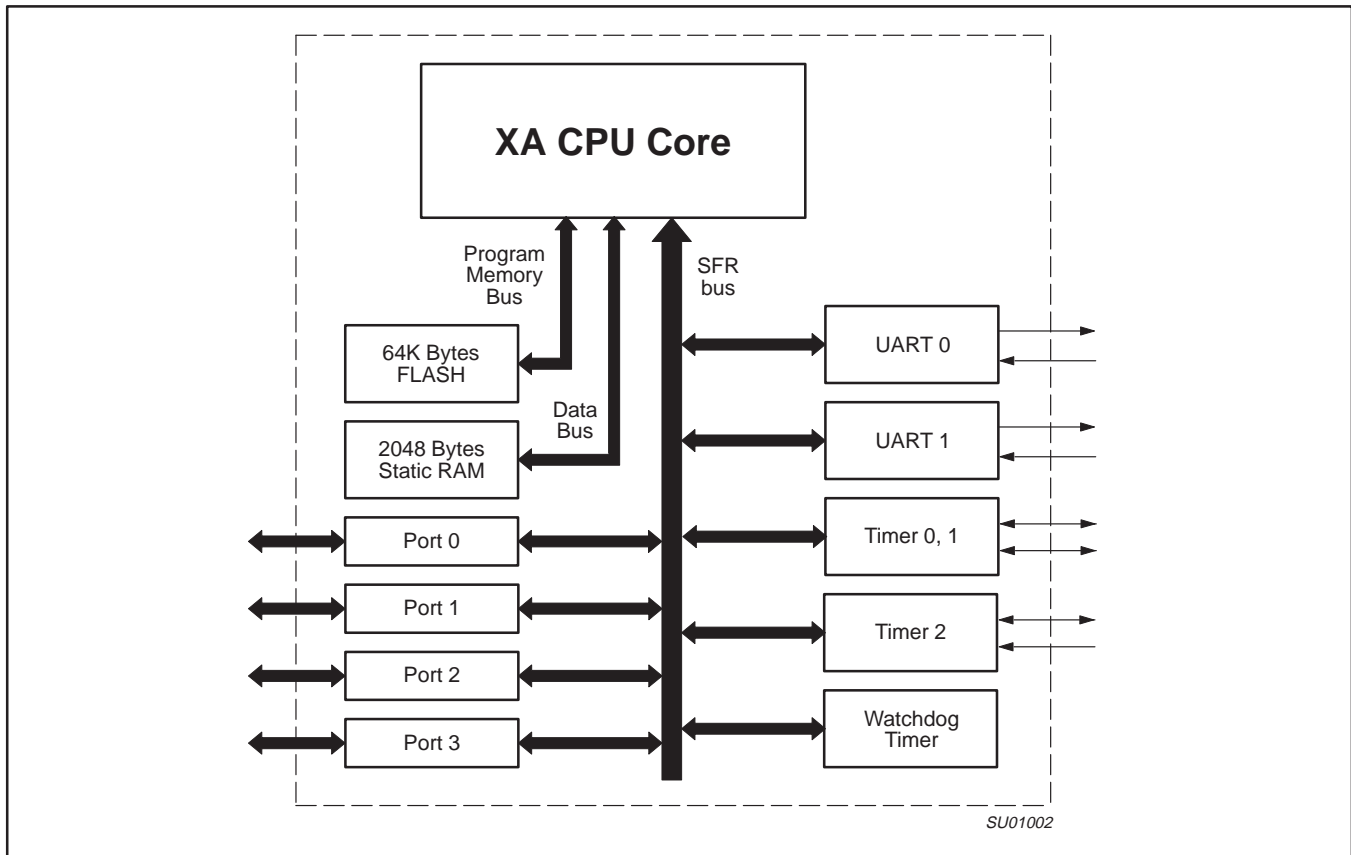 XA CPU Core
Program
Memory
Bus
SFR
bus
64K Bytes
FLASH
Data
Bus
2048 Bytes
Static RAM
Port 0
Port 1
Port 2
Port 3
UART 0
UART 1
Timer 0, 1
Timer 2
Watchdog
Timer
SU01002